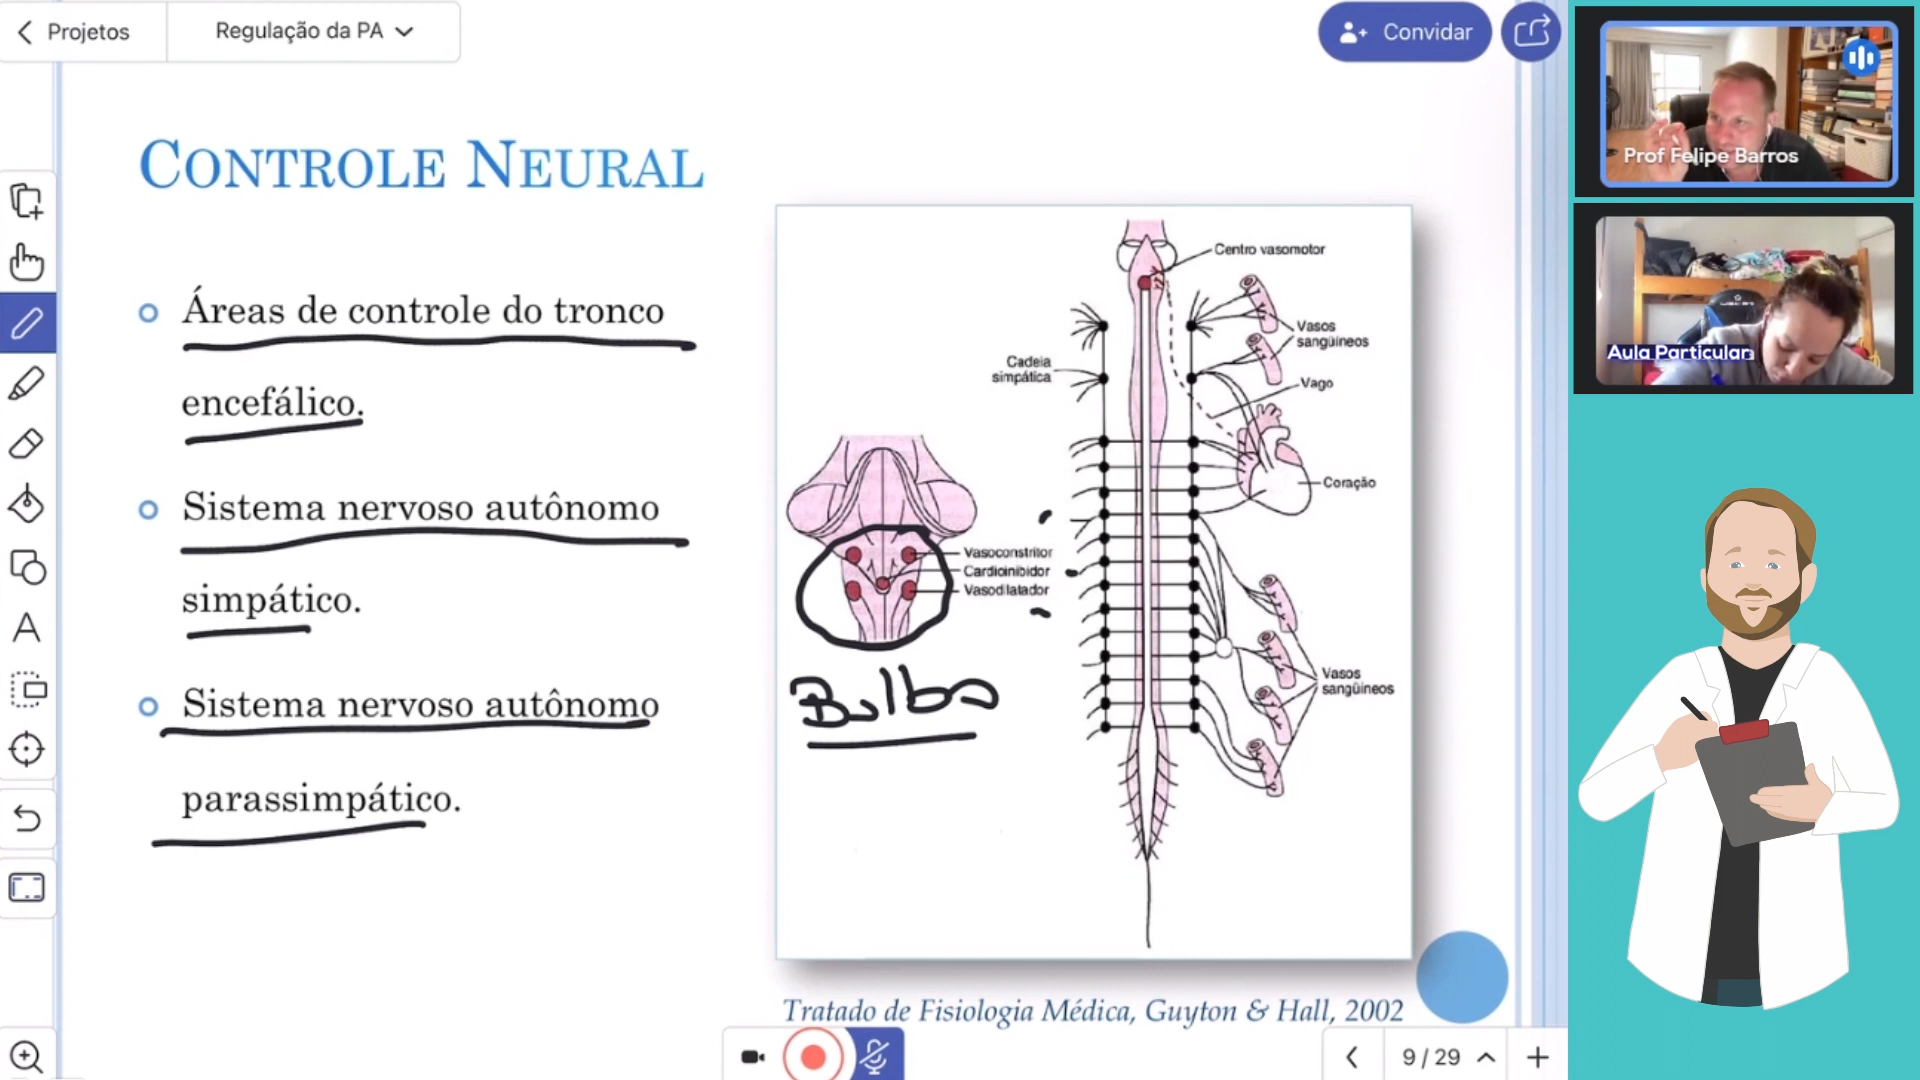 Projetos
Regulação da PA
Convidar
CONTROLE NEURAL
Áreas de controle do tronco
encefálico.
Sistema nervoso autônomo
simpático.
Sistema nervoso autônomo
parassimpático.
Centro vasomotor
Vasos
sangüíneos
Cadeia
simpática
Vago
Coração
Vasoconstritor
Cardioinibidor
Vasodilatador
Bulbo
Vasos
sangüíneos
Tratado de Fisiologia Médica, Guyton & Hall, 2002
9 / 29
Prof Felipe Barros
Aula Particular